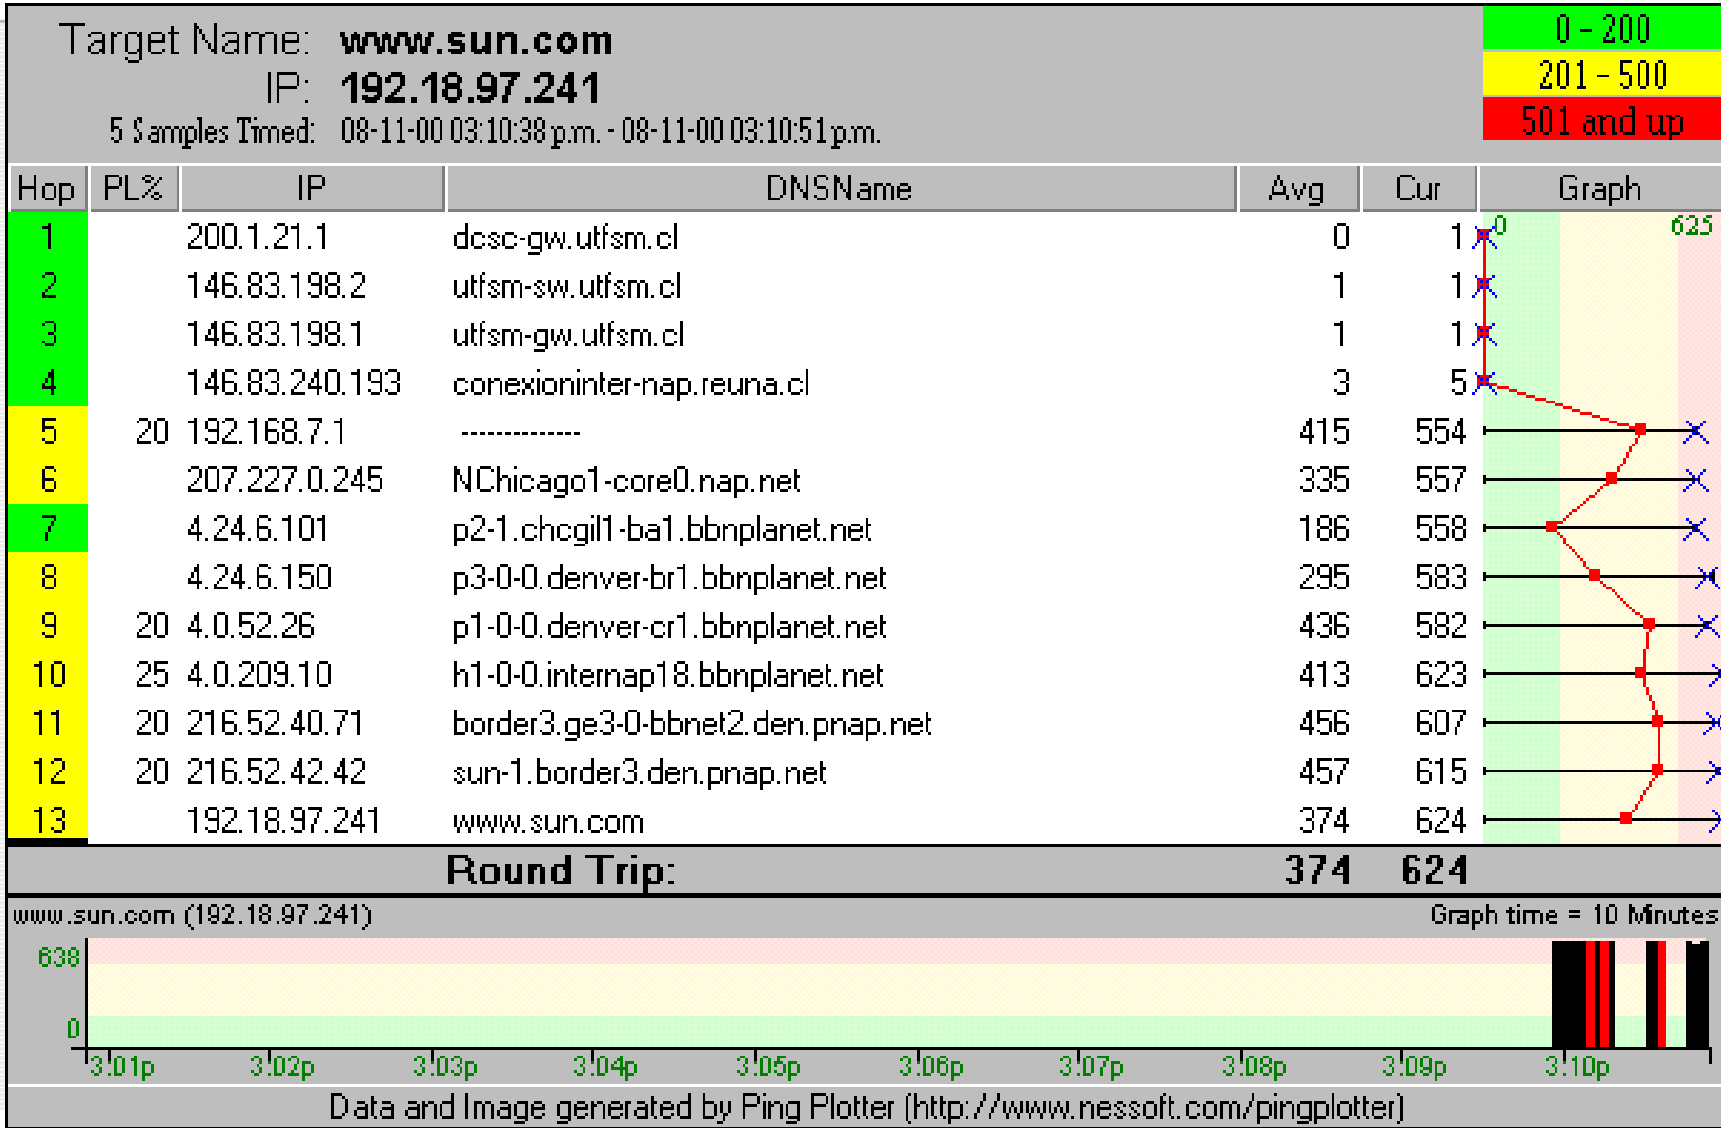 Target Name: www.sun.com
IP: 192.18.97.241
5 Samples Timed: 08-11-00 03:10:38 p.m. - 08-11-00 03:10:51 p.m.
0 - 200
201 - 500
501 and up
Hop PL% IP DNSName Avg Cur Graph
0 625
1 200.1.21.1 dcsc-gw.utfsm.cl 0 1
2 146.83.198.2 utfsm-sw.utfsm.cl 1 1
3 146.83.198.1 utfsm-gw.utfsm.cl 1 1
4 146.83.240.193 conexioninter-nap.reuna.cl 3 5
5 20 192.168.7.1 -------------- 415 554
6 207.227.0.245 NChicago1-core0.nap.net 335 557
7 4.24.6.101 p2-1.chcgil1-ba1.bbnplanet.net 186 558
8 4.24.6.150 p3-0-0.denver-br1.bbnplanet.net 295 583
9 20 4.0.52.26 p1-0-0.denver-cr1.bbnplanet.net 436 582
10 25 4.0.209.10 h1-0-0.internap18.bbnplanet.net 413 623
11 20 216.52.40.71 border3.ge3-0-bbnet2.den.pnap.net 456 607
12 20 216.52.42.42 sun-1.border3.den.pnap.net 457 615
13 192.18.97.241 www.sun.com 374 624
Round Trip: 374 624
www.sun.com (192.18.97.241) Graph time = 10 Minutes
638
0
3:01p 3:02p 3:03p 3:04p 3:05p 3:06p 3:07p 3:08p 3:09p 3:10p
Data and Image generated by Ping Plotter (http://www.nessoft.com/pingplotter)